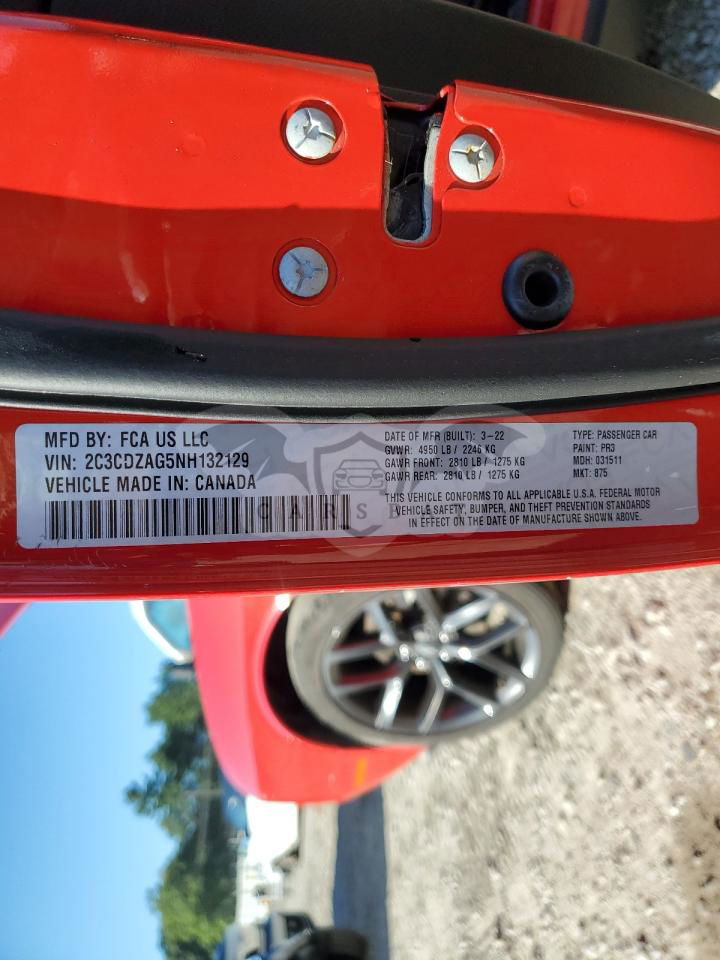 MFD BY: FCA US LLC
VIN: 2C3CDZAG5NH132129
VEHICLE MADE IN: CANADA
DATE OF MFR (BUILT): 3-22
GVWR: 4950 LB / 2246 KG
GAWR FRONT: 2810 LB / 1275 KG
GAWR REAR: 2810 LB / 1275 KG
TYPE: PASSENGER CAR
PAINT: PR3
MDH: 031511
MKT: 875
THIS VEHICLE CONFORMS TO ALL APPLICABLE U.S.A. FEDERAL MOTOR
VEHICLE SAFETY, BUMPER, AND THEFT PREVENTION STANDARDS
IN EFFECT ON THE DATE OF MANUFACTURE SHOWN ABOVE.